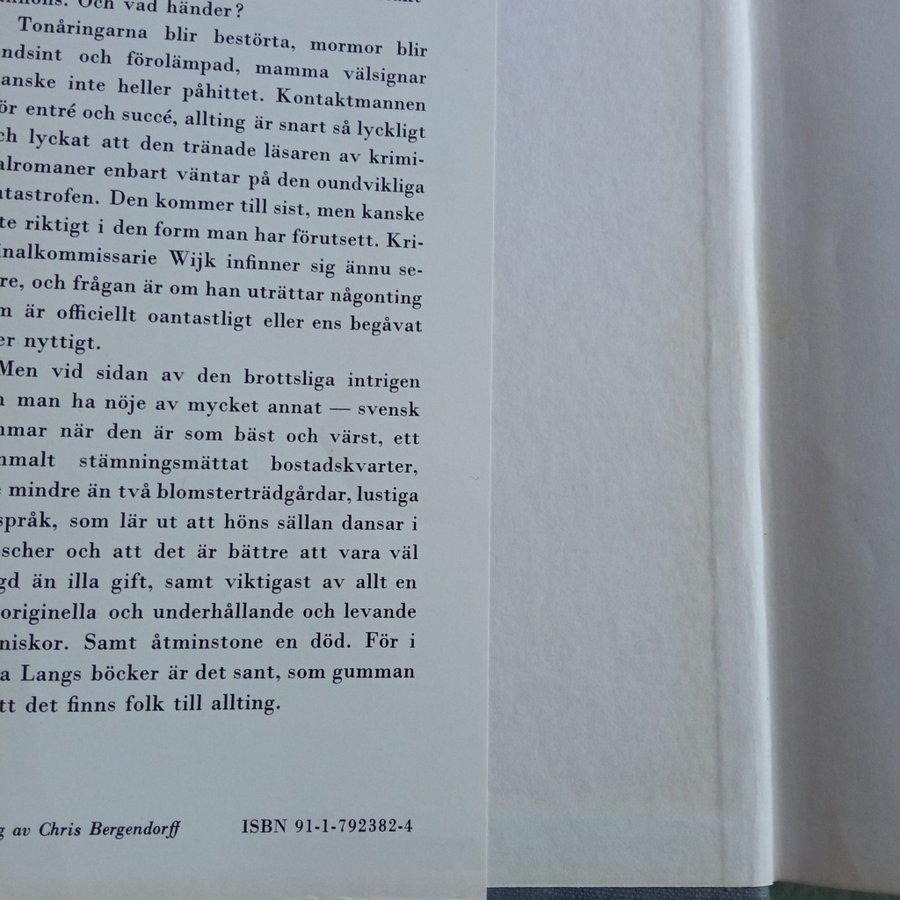 Och vad händer?
Tonåringarna blir bestörta, mormor blir
ndsint och förolämpad, mamma välsignar
anske inte heller påhittet. Kontaktmannen
ör entré och succé, allting är snart så lyckligt
ch lyckat att den tränade läsaren av krimi-
alromaner enbart väntar på den oundvikliga
atastrofen. Den kommer till sist, men kanske
te riktigt i den form man har förutsett. Kri-
inalkommissarie Wijk infinner sig ännu se-
re, och frågan är om han uträttar någonting
m är officiellt oantastligt eller ens begåvat
er nyttigt.
Men vid sidan av den brottsliga intrigen
n man ha nöje av mycket annat — svensk
mmar när den är som bäst och värst, ett
mmalt stämningsmättat bostadskvarter,
e mindre än två blomsterträdgårdar, lustiga
språk, som lär ut att höns sällan dansar i
oscher och att det är bättre att vara väl
gd än illa gift, samt viktigast av allt en
originella och underhållande och levande
niskor. Samt åtminstone en död. För i
a Langs böcker är det sant, som gumman
tt det finns folk till allting.
g av Chris Bergendorff
ISBN 91-1-792382-4